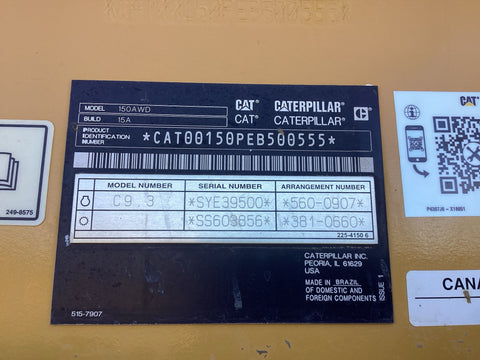 *CAT00150PEB500555*
MODEL 150AWD
BUILD 15A
CAT® CATERPILLAR®
CAT® CATERPILLAR®
PRODUCT IDENTIFICATION NUMBER *CAT00150PEB500555*
MODEL NUMBER SERIAL NUMBER ARRANGEMENT NUMBER
C9.3 *SYE39500* *560-0907*
*SS603856* *381-0660*
225-4150 6
CATERPILLAR INC.
PEORIA, IL 61629
USA
MADE IN BRAZIL
OF DOMESTIC AND
FOREIGN COMPONENTS
ISSUE 1
515-7907
249-8575
CAT
CANA